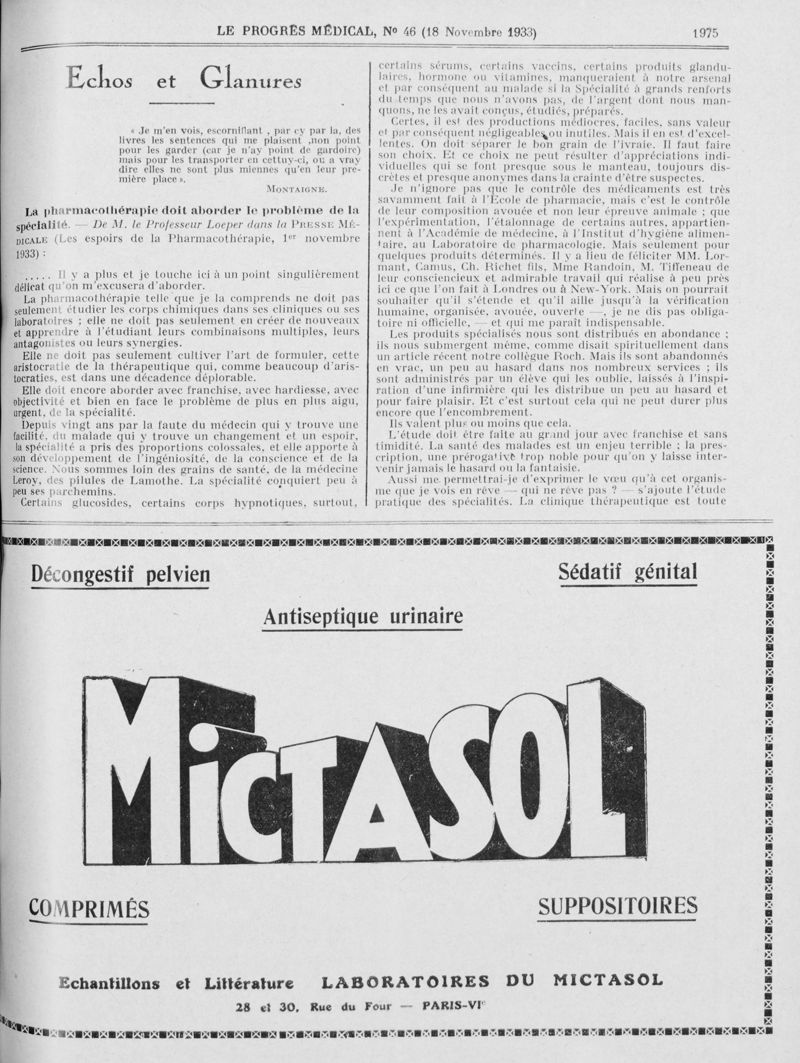 LE PROGRÈS MÉDICAL, N° 46 (18 Novembre 1933)
1975
Echos et Glanures
« Je m'en vois, escorniflant , par cy par la, des
livres les sentences qui me plaisent ,non point
pour les garder (car je n'ay point de gardoire)
mais pour les transporter en cettuy-ci, ou a vray
dire elles ne sont plus miennes qu'en leur pre-
mière place ».
MONTAIGNE.
La pharmacothérapie doit aborder le problème de la
spécialité. — De M. le Professeur Loeper dans la PRESSE MÉ-
DICALE (Les espoirs de la Pharmacothérapie, 1er novembre
1933) :
..... Il y a plus et je touche ici à un point singulièrement
délicat qu'on m'excusera d'aborder.
La pharmacothérapie telle que je la comprends ne doit pas
seulement étudier les corps chimiques dans ses cliniques ou ses
laboratoires ; elle ne doit pas seulement en créer de nouveaux
et apprendre à l'étudiant leurs combinaisons multiples, leurs
antagonistes ou leurs synergies.
Elle ne doit pas seulement cultiver l'art de formuler, cette
aristocratie de la thérapeutique qui, comme beaucoup d'aris-
tocraties, est dans une décadence déplorable.
Elle doit encore aborder avec franchise, avec hardiesse, avec
objectivité et bien en face le problème de plus en plus aigu,
urgent, de la spécialité.
Depuis vingt ans par la faute du médecin qui y trouve une
facilité, du malade qui y trouve un changement et un espoir,
la spécialité a pris des proportions colossales, et elle apporte à
son développement de l'ingéniosité, de la conscience et de la
science. Nous sommes loin des grains de santé, de la médecine
Leroy, des pilules de Lamothe. La spécialité conquiert peu à
peu ses parchemins.
Certains glucosides, certains corps hypnotiques, surtout,
certains sérums, certains vaccins, certains produits glandu-
laires, hormone ou vitamines, manqueraient à notre arsenal
et par conséquent au malade si la Spécialité à grands renforts
du temps que nous n'avons pas, de l'argent dont nous man-
quons, ne les avait conçus, étudiés, préparés.
Certes, il est des productions médiocres, faciles, sans valeur
et par conséquent négligeables ou inutiles. Mais il en est d'excel-
lentes. On doit séparer le bon grain de l'ivraie. Il faut faire
son choix. Et ce choix ne peut résulter d'appréciations indi-
viduelles qui se font presque sous le manteau, toujours dis-
crètes et presque anonymes dans la crainte d'être suspectes.
Je n'ignore pas que le contrôle des médicaments est très
savamment fait à l'Ecole de pharmacie, mais c'est le contrôle
de leur composition avouée et non leur épreuve animale ; que
l'expérimentation, l'étalonnage de certains autres, appartien-
nent à l'Académie de médecine, à l'Institut d'hygiène alimen-
taire, au Laboratoire de pharmacologie. Mais seulement pour
quelques produits déterminés. Il y a lieu de féliciter MM. Lor-
mant, Camus, Ch. Richet fils, Mme Randoin, M. Tiffeneau de
leur consciencieux et admirable travail qui réalise à peu près
ici ce que l'on fait à Londres ou à New-York. Mais on pourrait
souhaiter qu'il s'étende et qu'il aille jusqu'à la vérification
humaine, organisée, avouée, ouverte —, je ne dis pas obliga-
toire ni officielle, — et qui me paraît indispensable.
Les produits spécialisés nous sont distribués en abondance ;
ils nous submergent même, comme disait spirituellement dans
un article récent notre collègue Roch. Mais ils sont abandonnés
en vrac, un peu au hasard dans nos nombreux services ; ils
sont administrés par un élève qui les oublie, laissés à l'inspi-
ration d'une infirmière qui les distribue un peu au hasard et
pour faire plaisir. Et c'est surtout cela qui ne peut durer plus
encore que l'encombrement.
Ils valent plus ou moins que cela.
L'étude doit être faite au grand jour avec franchise et sans
timidité. La santé des malades est un enjeu terrible ; la pres-
cription, une prérogative trop noble pour qu'on y laisse inter-
venir jamais le hasard ou la fantaisie.
Aussi me permettrai-je d'exprimer le vœu qu'à cet organis-
me que je vois en rêve — qui ne rêve pas ? — s'ajoute l'étude
pratique des spécialités. La clinique thérapeutique est toute
Décongestif pelvien
Sédatif génital
Antiseptique urinaire
MICTASOL
COMPRIMÉS
SUPPOSITOIRES
Echantillons et Littérature LABORATOIRES DU MICTASOL
28 et 30, Rue du Four — PARIS-VIe